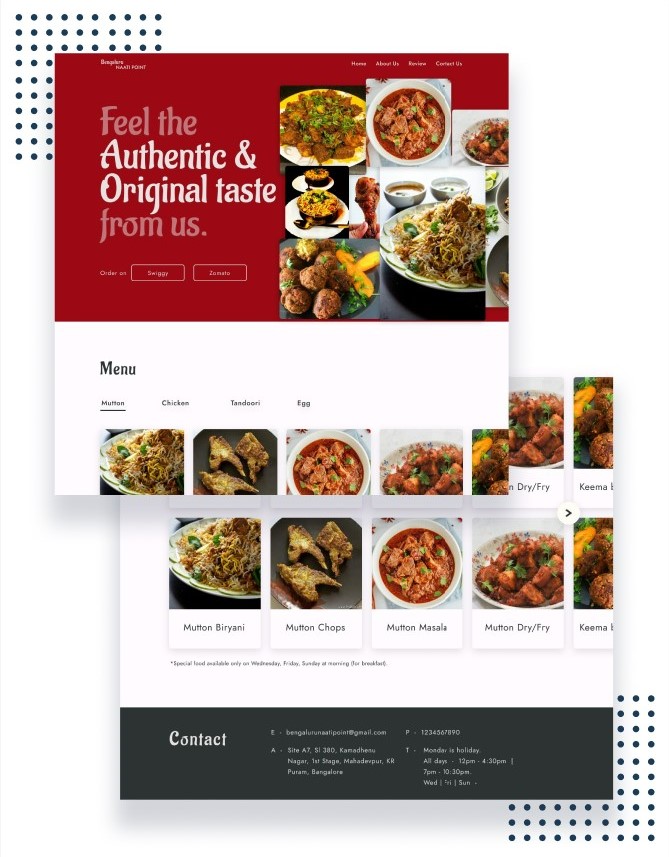 Bengaluru
NAATI POINT
Home About Us Review Contact Us
Feel the
Authentic &
Original taste
from us.
Order on Swiggy Zomato
Menu
Mutton Chicken Tandoori Egg
Dry/Fry
Keema
Mutton Biryani
Mutton Chops
Mutton Masala
Mutton Dry/Fry
Keema
*Special food available only on Wednesday, Friday, Sunday at morning (for breakfast).
Contact
E - bengalurunaatipoint@gmail.com
P - 1234567890
A - Site A7, Sl 380, Kamadhenu
Nagar, 1st Stage, Mahadevpur, KR
Puram, Bangalore
T - Monday is holiday.
All days - 12pm - 4:30pm |
7pm - 10:30pm.
Wed | Fri | Sun -